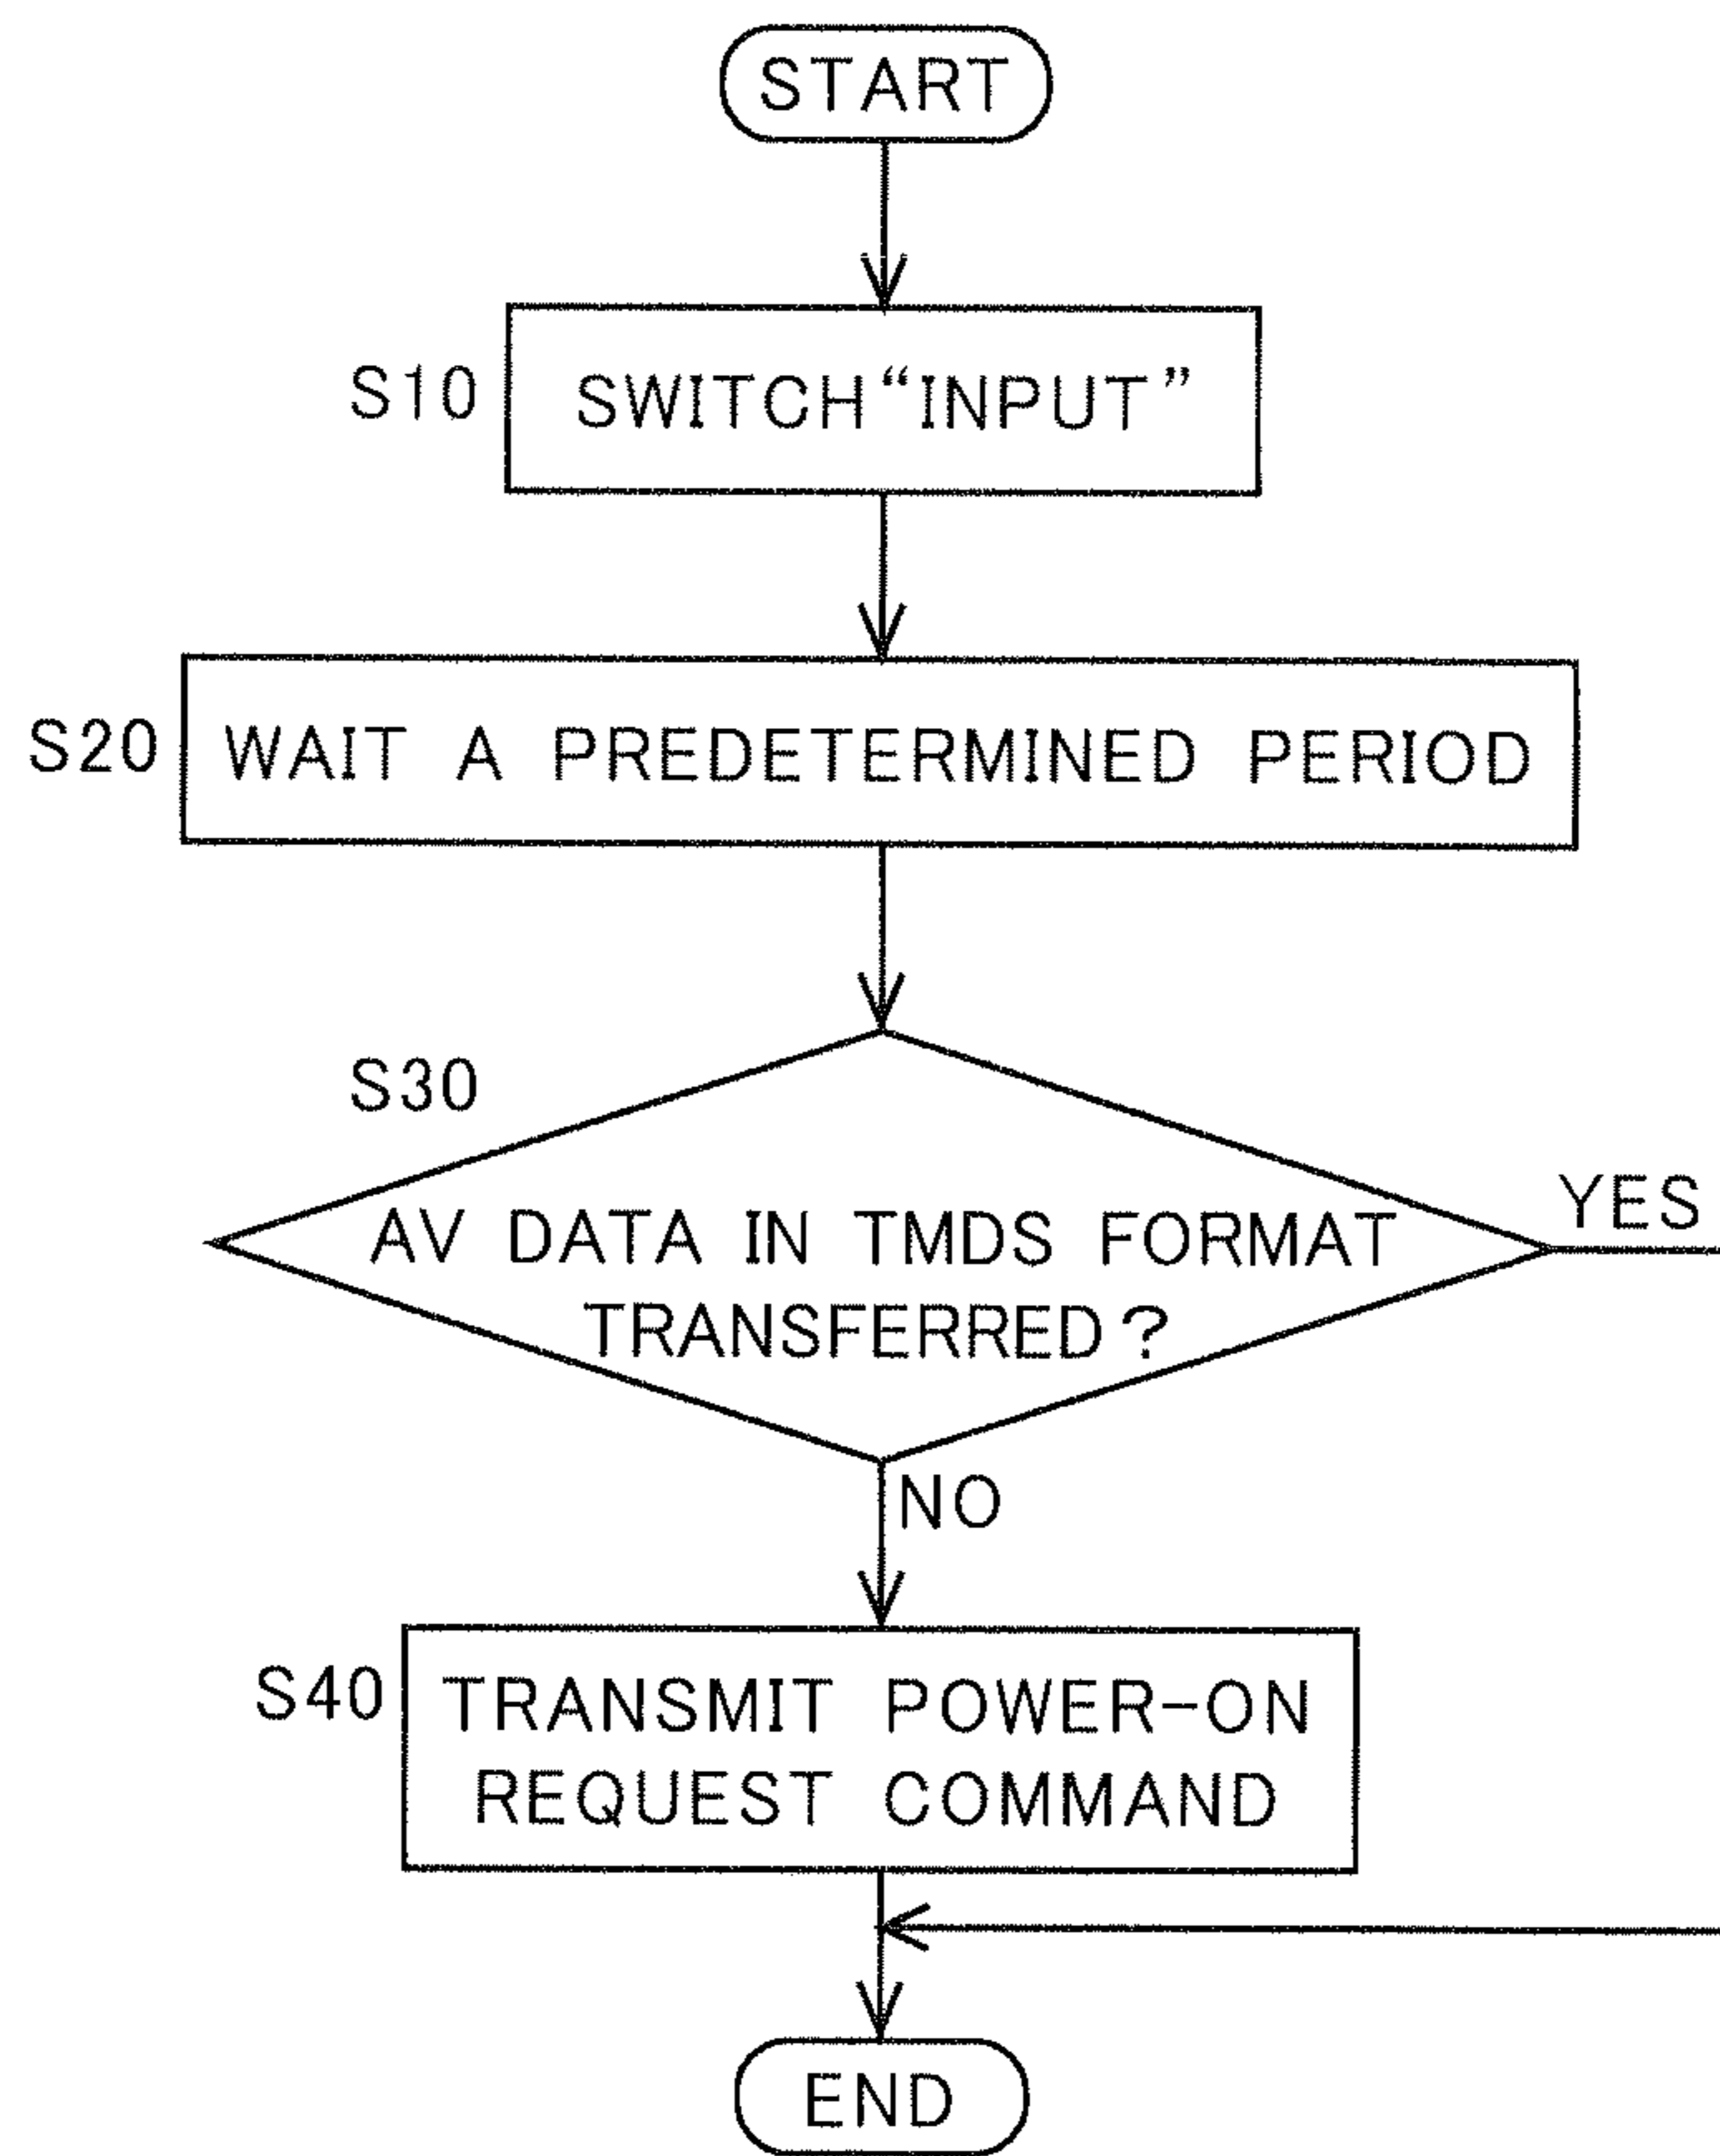 START
S10
SWITCH“INPUT”
S20
WAIT A PREDETERMINED PERIOD
S30
AV DATA IN TMDS FORMAT
TRANSFERRED?
YES
NO
S40
TRANSMIT POWER-ON
REQUEST COMMAND
END